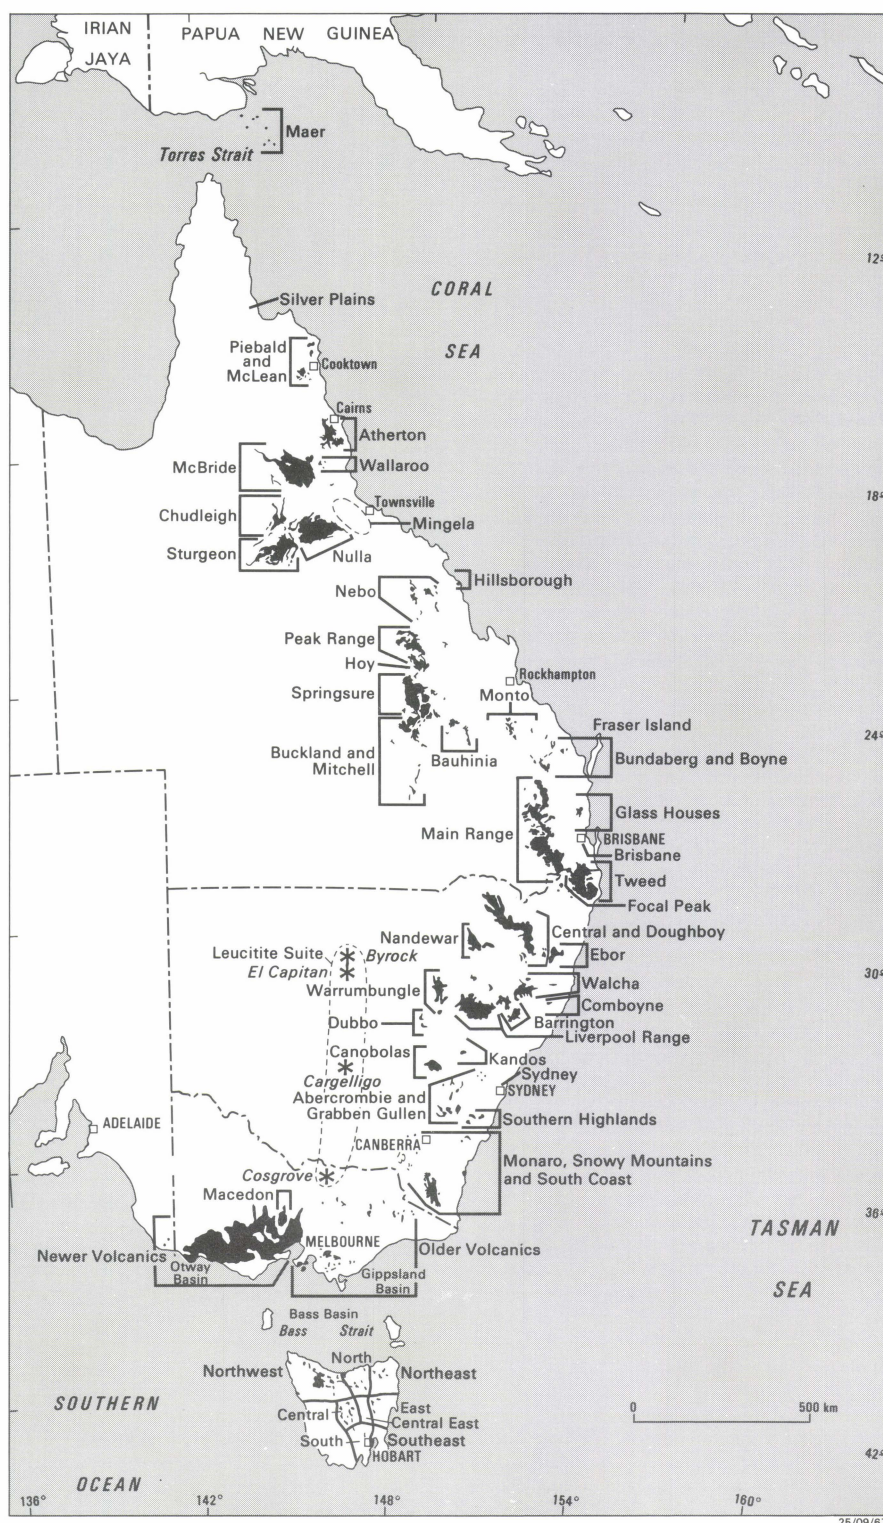 IRIAN
JAYA
PAPUA NEW GUINEA
Maer
Torres Strait
CORAL
SEA
12°
Silver Plains
Piebald
and
McLean
Cooktown
Cairns
Atherton
McBride
Wallaroo
18°
Chudleigh
Townsville
Mingela
Sturgeon
Nulla
Nebo
Hillsborough
Peak Range
Hoy
Rockhampton
Springsure
Monto
Fraser Island
24°
Buckland and
Mitchell
Bauhinia
Bundaberg and Boyne
Glass Houses
Main Range
BRISBANE
Brisbane
Tweed
Focal Peak
Nandewar
Central and Doughboy
Leucitite Suite
Byrock
El Capitan
Ebor
30°
Warrumbungle
Walcha
Comboyne
Dubbo
Barrington
Liverpool Range
Canobolas
Kandos
Cargelligo
Sydney
SYDNEY
Abercrombie and
Grabben Gullen
ADELAIDE
Southern Highlands
CANBERRA
Monaro, Snowy Mountains
and South Coast
Cosgrove
Macedon
36°
TASMAN
SEA
MELBOURNE
Older Volcanics
Newer Volcanics
Otway
Basin
Gippsland
Basin
Bass Basin
Bass Strait
North
Northwest
Northeast
SOUTHERN
OCEAN
East
Central
Central East
South
Southeast
HOBART
0 500 km
42°
136° 142° 148° 154° 160°